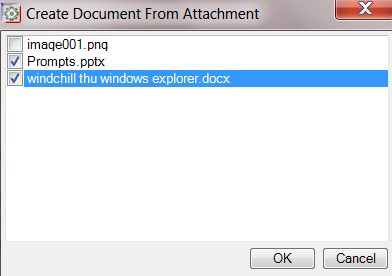 Create Document From Attachment
image001.png
Prompts.pptx
windchill thu windows explorer.docx
OK
Cancel